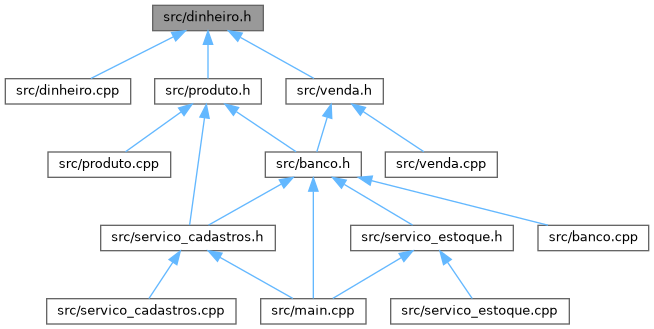 src/dinheiro.h
src/dinheiro.cpp
src/produto.h
src/venda.h
src/produto.cpp
src/banco.h
src/venda.cpp
src/servico_cadastros.h
src/servico_estoque.h
src/banco.cpp
src/servico_cadastros.cpp
src/main.cpp
src/servico_estoque.cpp